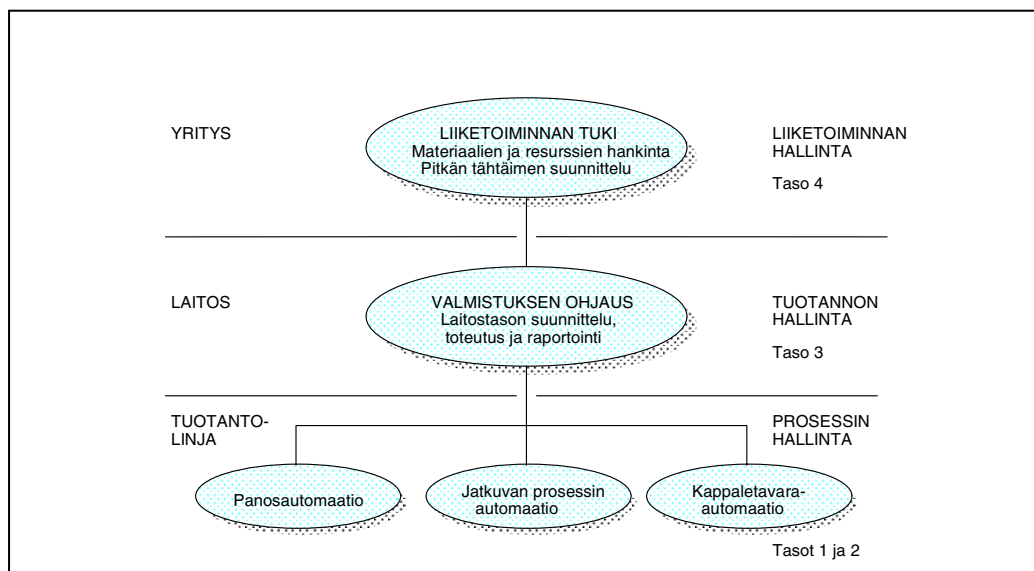 YRITYS
LIIKETOIMINNAN TUKI
Materiaalien ja resurssien hankinta
Pitkän tähtäimen suunnittelu
LIIKETOIMINNAN
HALLINTA
Taso 4
LAITOS
VALMISTUKSEN OHJAUS
Laitostason suunnittelu,
toteutus ja raportointi
TUOTANNON
HALLINTA
Taso 3
TUOTANTO-
LINJA
PROSESSIN
HALLINTA
Panosautomaatio
Jatkuvan prosessin
automaatio
Kappaletavara-
automaatio
Tasot 1 ja 2